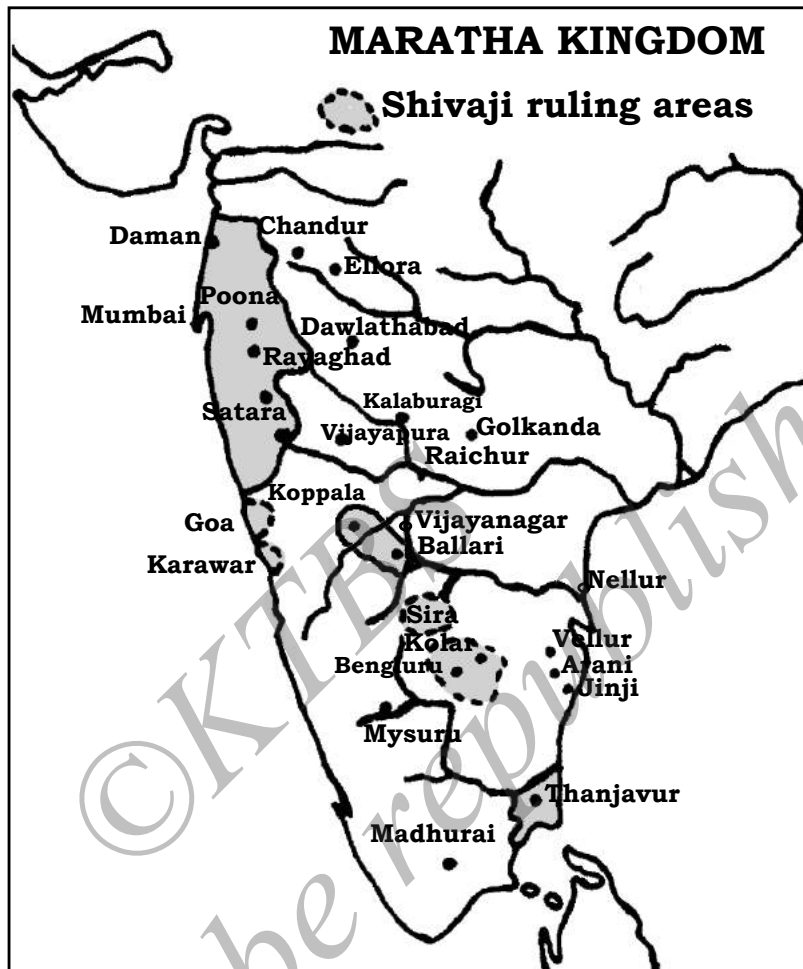 MARATHA KINGDOM
Shivaji ruling areas
Daman
Chandur
Ellora
Poona
Mumbai
Dawlathabad
Rayaghad
Kalaburagi
Satara
Vijayapura
Golkanda
Raichur
Koppala
Goa
Vijayanagar
Ballari
Karawar
Nellur
Sira
Kolar
Vellur
Bengluru
Arani
Jinji
Mysuru
Thanjavur
Madhurai
©KTBS
be republish